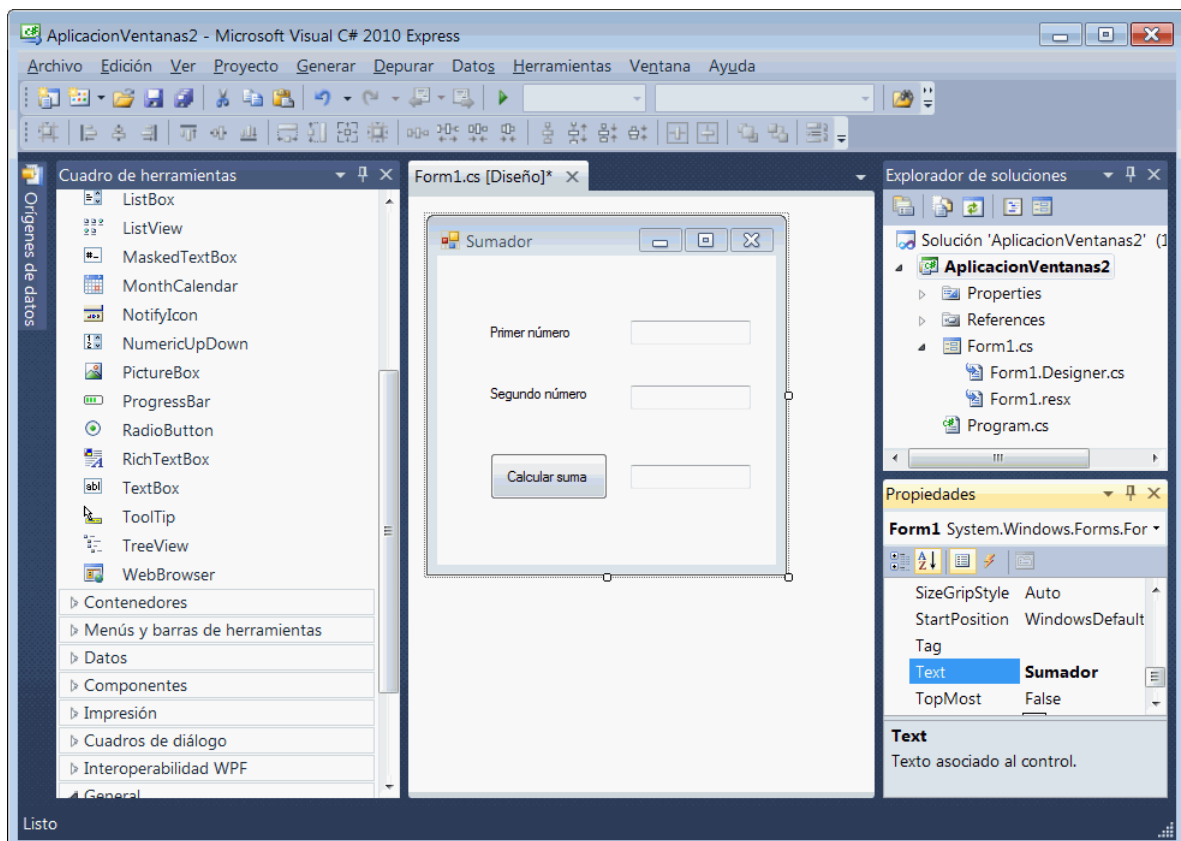 AplicacionVentanas2 - Microsoft Visual C# 2010 Express
Archivo Edición Ver Proyecto Generar Depurar Datos Herramientas Ventana Ayuda
Orígenes de datos
Cuadro de herramientas
ListBox
ListView
MaskedTextBox
MonthCalendar
NotifyIcon
NumericUpDown
PictureBox
ProgressBar
RadioButton
RichTextBox
TextBox
ToolTip
TreeView
WebBrowser
Contenedores
Menús y barras de herramientas
Datos
Componentes
Impresión
Cuadros de diálogo
Interoperabilidad WPF
General
Form1.cs [Diseño]*
Sumador
Primer número
Segundo número
Calcular suma
Explorador de soluciones
Solución 'AplicacionVentanas2' (1
AplicacionVentanas2
Properties
References
Form1.cs
Form1.Designer.cs
Form1.resx
Program.cs
Propiedades
Form1 System.Windows.Forms.For
SizeGripStyle Auto
StartPosition WindowsDefault
Tag
Text Sumador
TopMost False
Text
Texto asociado al control.
Listo